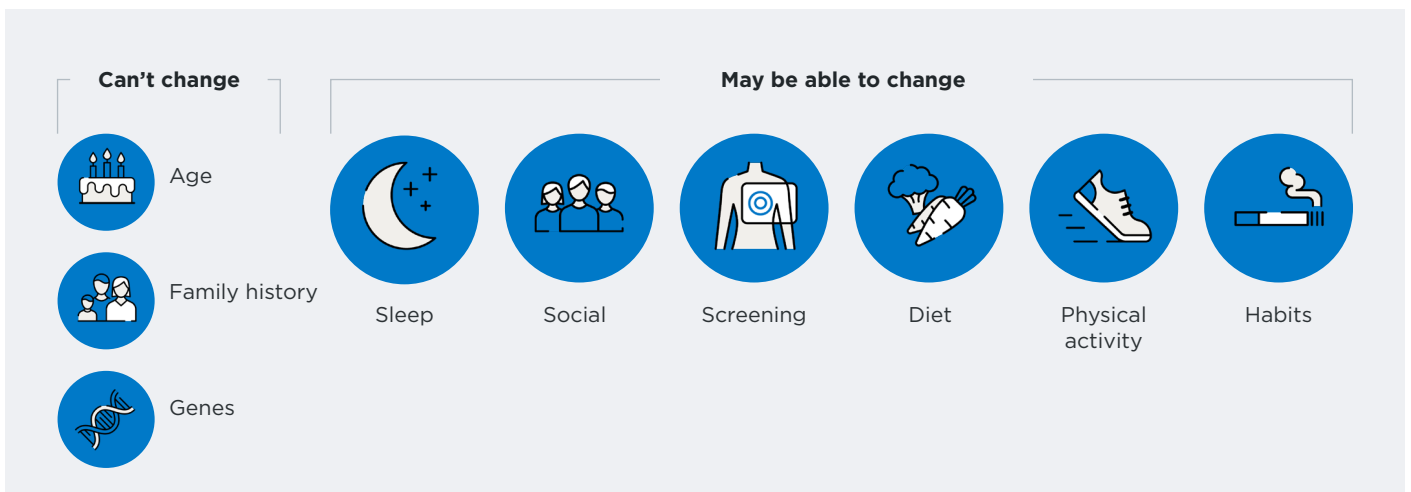 Can’t change
Age
Family history
Genes
May be able to change
Sleep
Social
Screening
Diet
Physical
activity
Habits